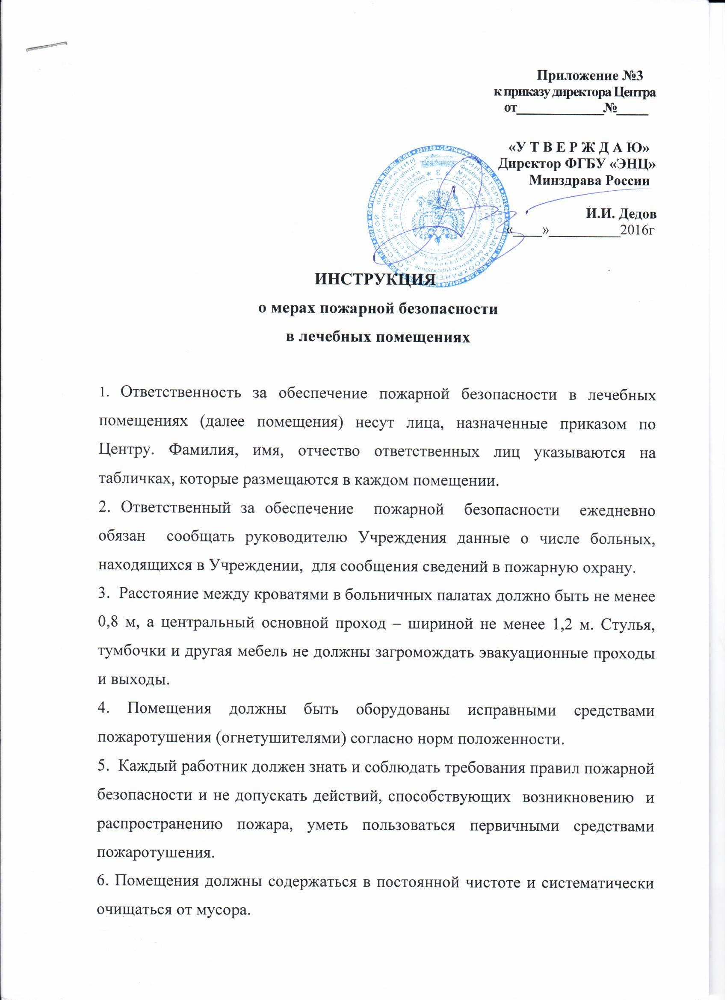 Приложение №3
к приказу директора Центра
от____________№_____
«У Т В Е Р Ж Д А Ю»
Директор ФГБУ «ЭНЦ»
Минздрава России
И.И. Дедов
«____»__________2016г
ИНСТРУКЦИЯ
о мерах пожарной безопасности
в лечебных помещениях
1. Ответственность за обеспечение пожарной безопасности в лечебных
помещениях (далее помещения) несут лица, назначенные приказом по
Центру. Фамилия, имя, отчество ответственных лиц указываются на
табличках, которые размещаются в каждом помещении.
2. Ответственный за обеспечение пожарной безопасности ежедневно
обязан сообщать руководителю Учреждения данные о числе больных,
находящихся в Учреждении, для сообщения сведений в пожарную охрану.
3. Расстояние между кроватями в больничных палатах должно быть не менее
0,8 м, а центральный основной проход – шириной не менее 1,2 м. Стулья,
тумбочки и другая мебель не должны загромождать эвакуационные проходы
и выходы.
4. Помещения должны быть оборудованы исправными средствами
пожаротушения (огнетушителями) согласно норм положенности.
5. Каждый работник должен знать и соблюдать требования правил пожарной
безопасности и не допускать действий, способствующих возникновению и
распространению пожара, уметь пользоваться первичными средствами
пожаротушения.
6. Помещения должны содержаться в постоянной чистоте и систематически
очищаться от мусора.
МИНИСТЕРСТВО ЗДРАВООХРАНЕНИЯ РОССИЙСКОЙ ФЕДЕРАЦИИ